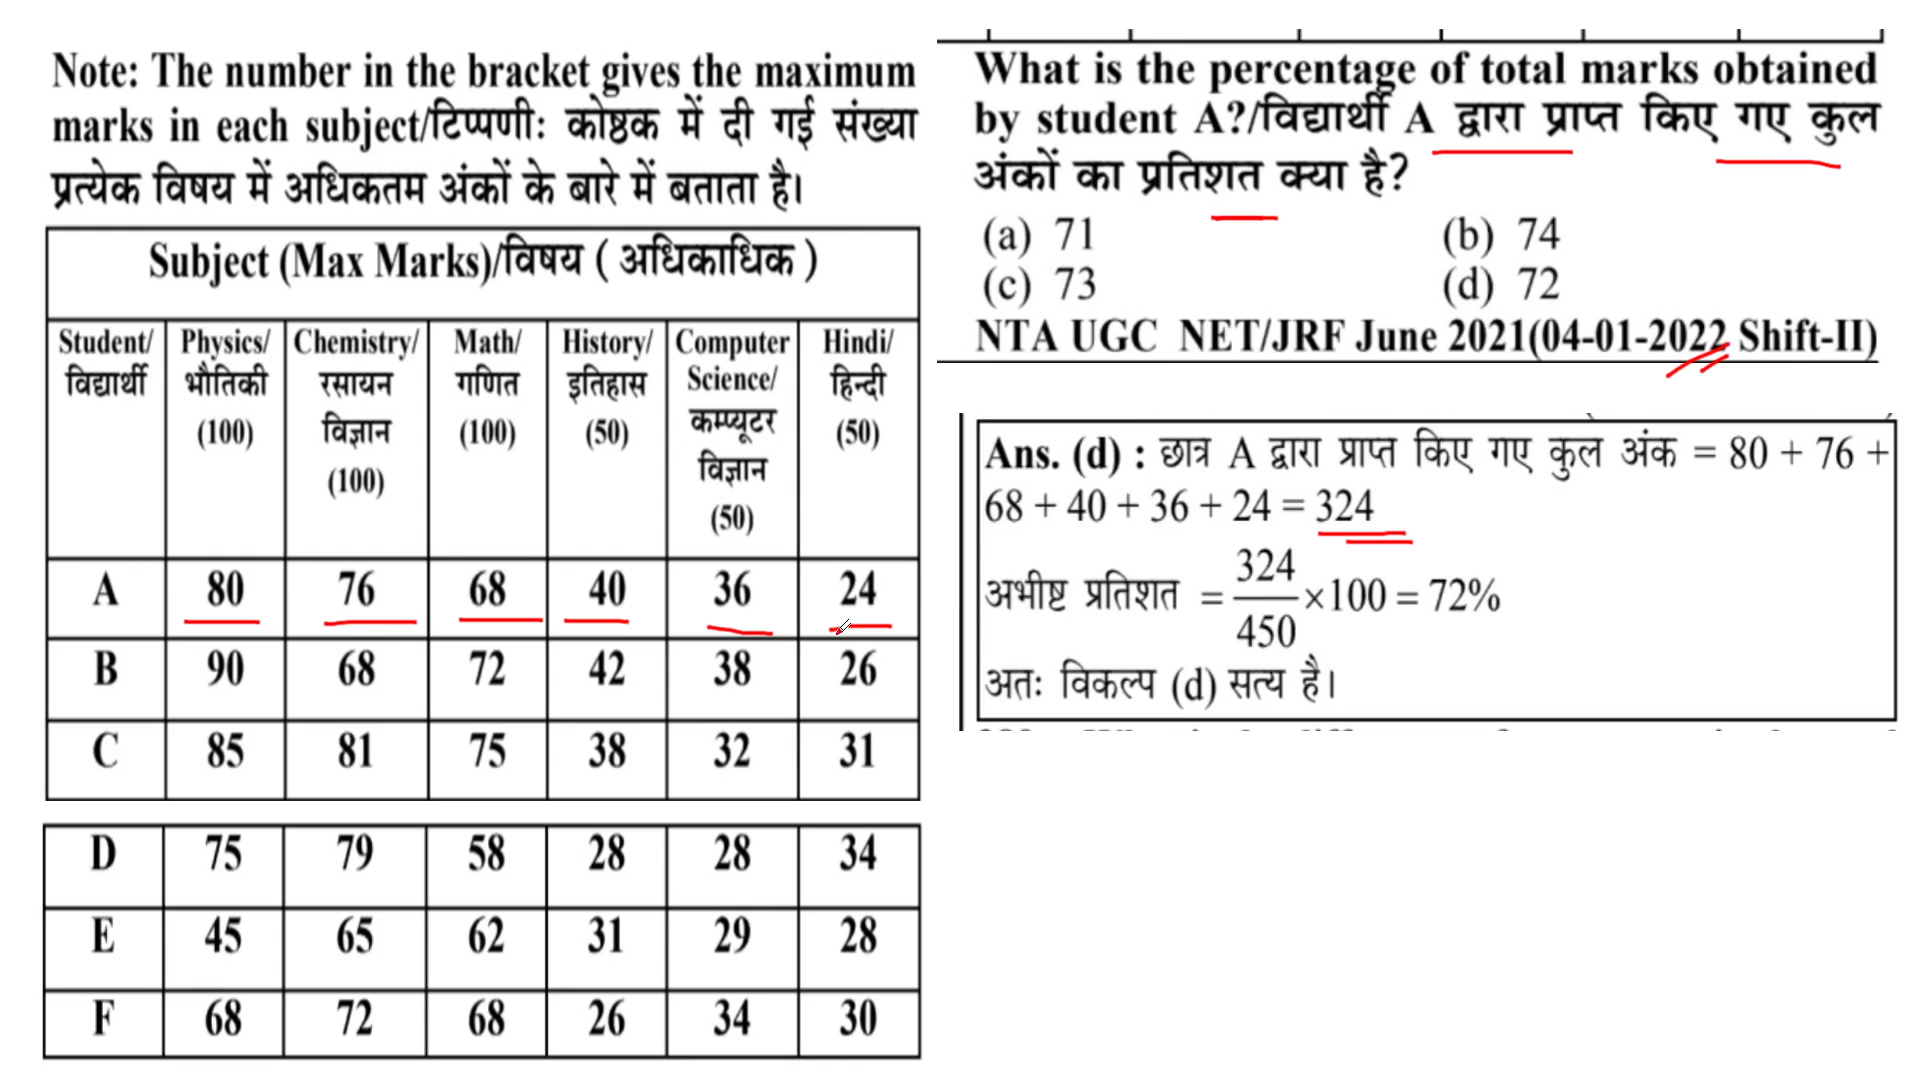 Note: The number in the bracket gives the maximum
marks in each subject/टिप्पणी: कोष्ठक में दी गई संख्या
प्रत्येक विषय में अधिकतम अंकों के बारे में बताता है।
Subject (Max Marks)/विषय ( अधिकाधिक )
Student/ विद्यार्थी
Physics/ भौतिकी (100)
Chemistry/ रसायन विज्ञान (100)
Math/ गणित (100)
History/ इतिहास (50)
Computer Science/ कम्प्यूटर विज्ञान (50)
Hindi/ हिन्दी (50)
A 80 76 68 40 36 24
B 90 68 72 42 38 26
C 85 81 75 38 32 31
D 75 79 58 28 28 34
E 45 65 62 31 29 28
F 68 72 68 26 34 30
What is the percentage of total marks obtained
by student A?/विद्यार्थी A द्वारा प्राप्त किए गए कुल
अंकों का प्रतिशत क्या है?
(a) 71 (b) 74
(c) 73 (d) 72
NTA UGC NET/JRF June 2021(04-01-2022 Shift-II)
Ans. (d) : छात्र A द्वारा प्राप्त किए गए कुल अंक = 80 + 76 +
68 + 40 + 36 + 24 = 324
अभीष्ट प्रतिशत = 324/450 ×100 = 72%
अतः विकल्प (d) सत्य है।